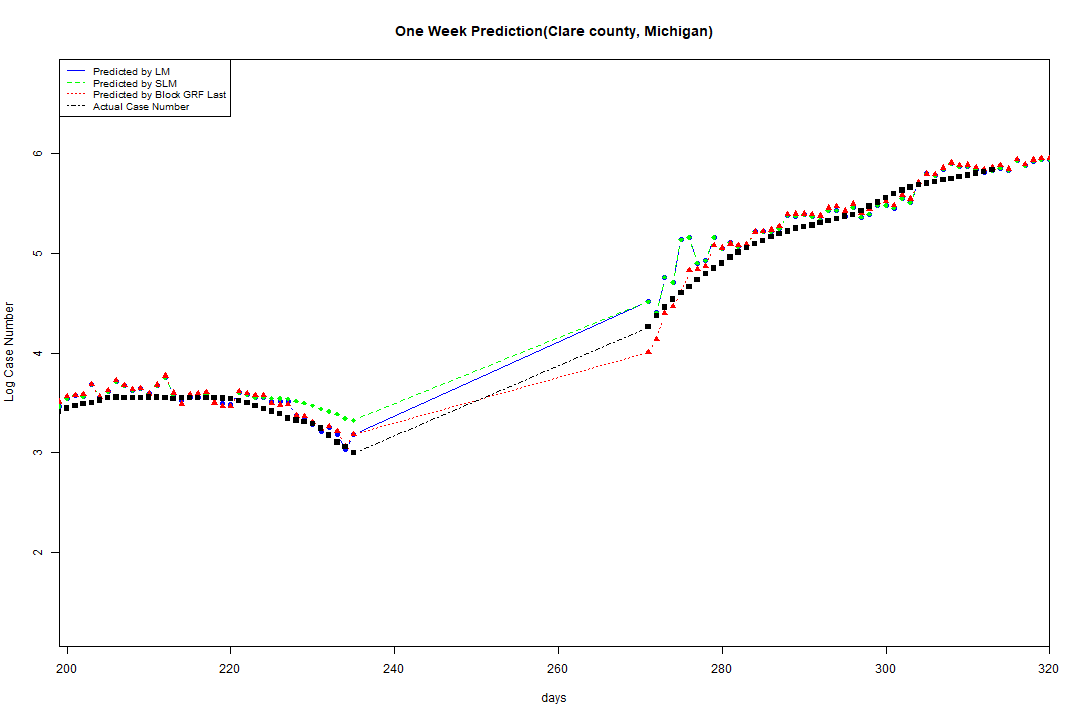 One Week Prediction(Clare county, Michigan)
Predicted by LM
Predicted by SLM
Predicted by Block GRF Last
Actual Case Number
6
5
4
3
2
Log Case Number
200 220 240 260 280 300 320
days